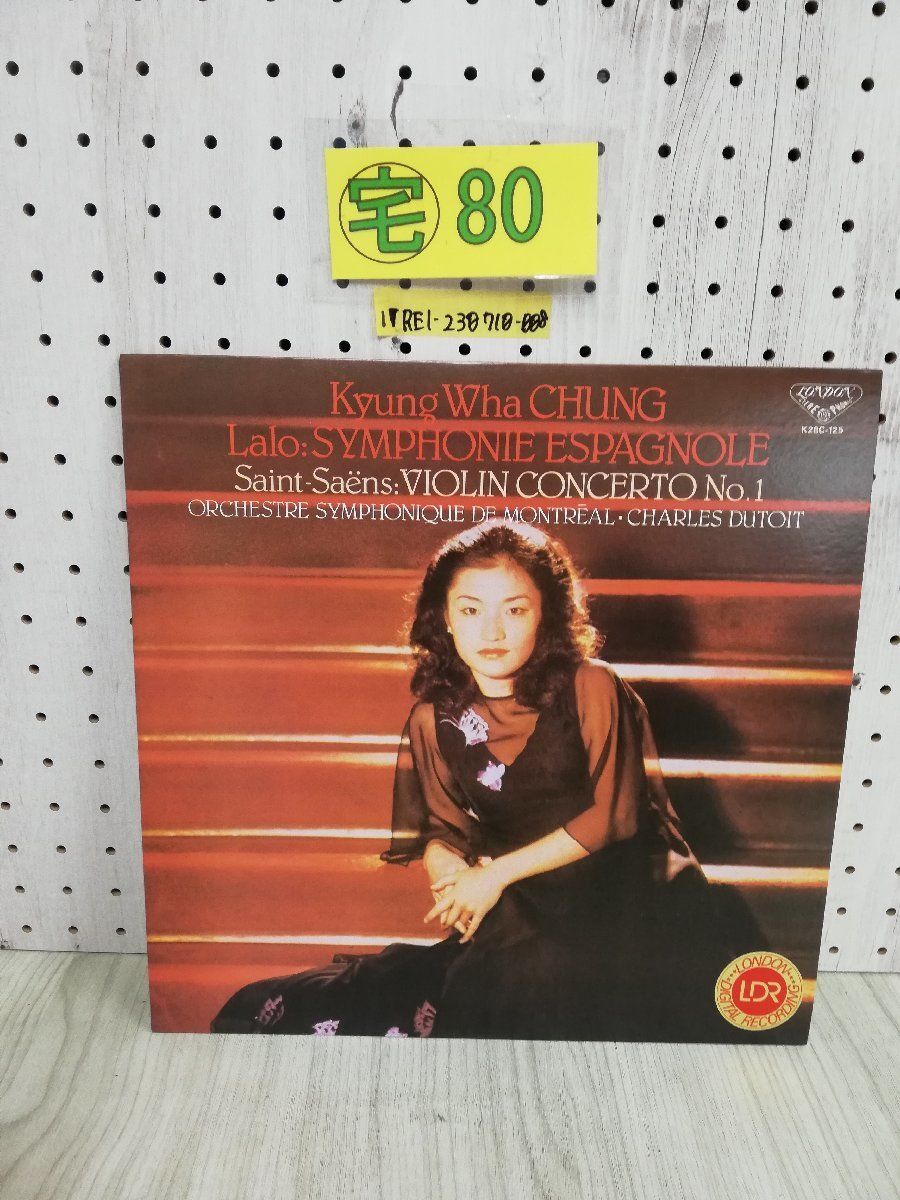 宅 80
1YRE1-230710-008
Kyung Wha CHUNG
Lalo: SYMPHONIE ESPAGNOLE
Saint-Saëns: VIOLIN CONCERTO No.1
ORCHESTRE SYMPHONIQUE DE MONTRÉAL · CHARLES DUTOIT
LONDON
K28C-125
LONDON
LDR
DIGITAL RECORDING